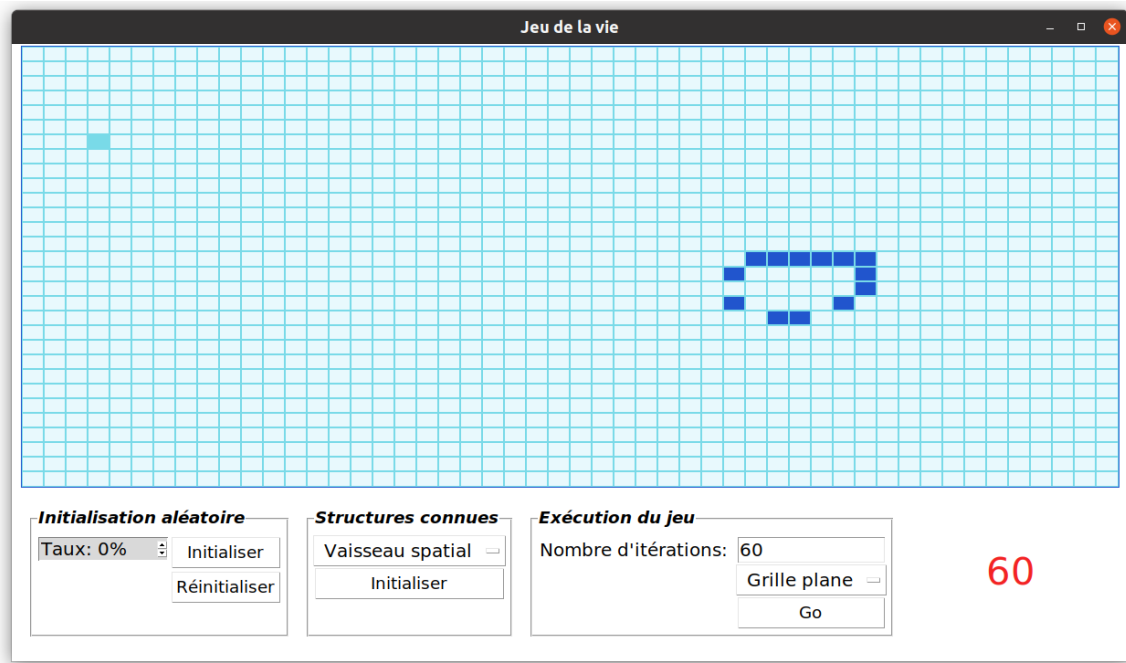 Jeu de la vie
Initialisation aléatoire
Taux: 0%
Initialiser
Réinitialiser
Structures connues
Vaisseau spatial
Initialiser
Exécution du jeu
Nombre d'itérations: 60
Grille plane
Go
60